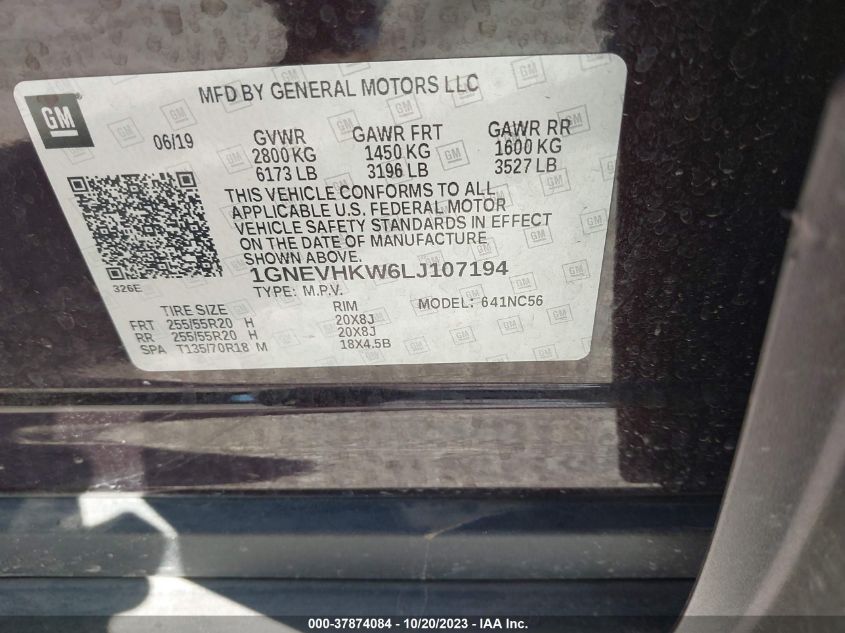 MFD BY GENERAL MOTORS LLC
GM
06/19
GVWR GAWR FRT GAWR RR
2800 KG 1450 KG 1600 KG
6173 LB 3196 LB 3527 LB
THIS VEHICLE CONFORMS TO ALL
APPLICABLE U.S. FEDERAL MOTOR
VEHICLE SAFETY STANDARDS IN EFFECT
ON THE DATE OF MANUFACTURE
SHOWN ABOVE.
326E
1GNEVHKW6LJ107194
TYPE: M.P.V. MODEL: 641NC56
TIRE SIZE RIM
FRT 255/55R20 H 20X8J
RR 255/55R20 H 20X8J
SPA T135/70R18 M 18X4.5B
000-37874084 - 10/20/2023 - IAA Inc.